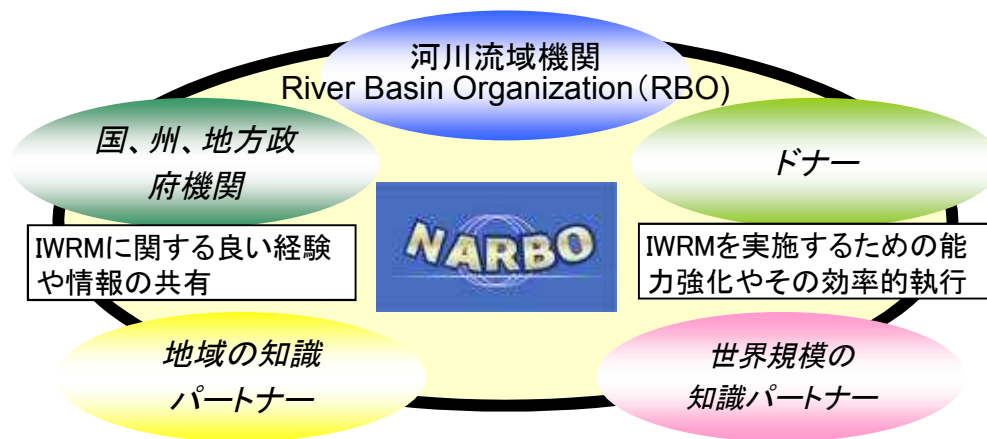 河川流域機関
River Basin Organization（RBO)
国、州、地方政
府機関
ドナー
NARBO
IWRMに関する良い経験
や情報の共有
IWRMを実施するための能
力強化やその効率的執行
地域の知識
パートナー
世界規模の
知識パートナー